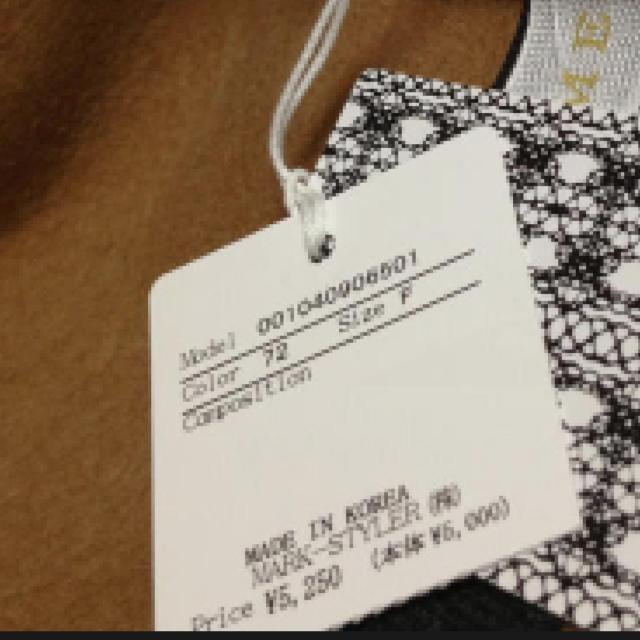 Model 001040906501
Color 72 Size F
Composition
MADE IN KOREA
MARK-STYLER (株)
Price ¥5,250 (本体 ¥5,000)